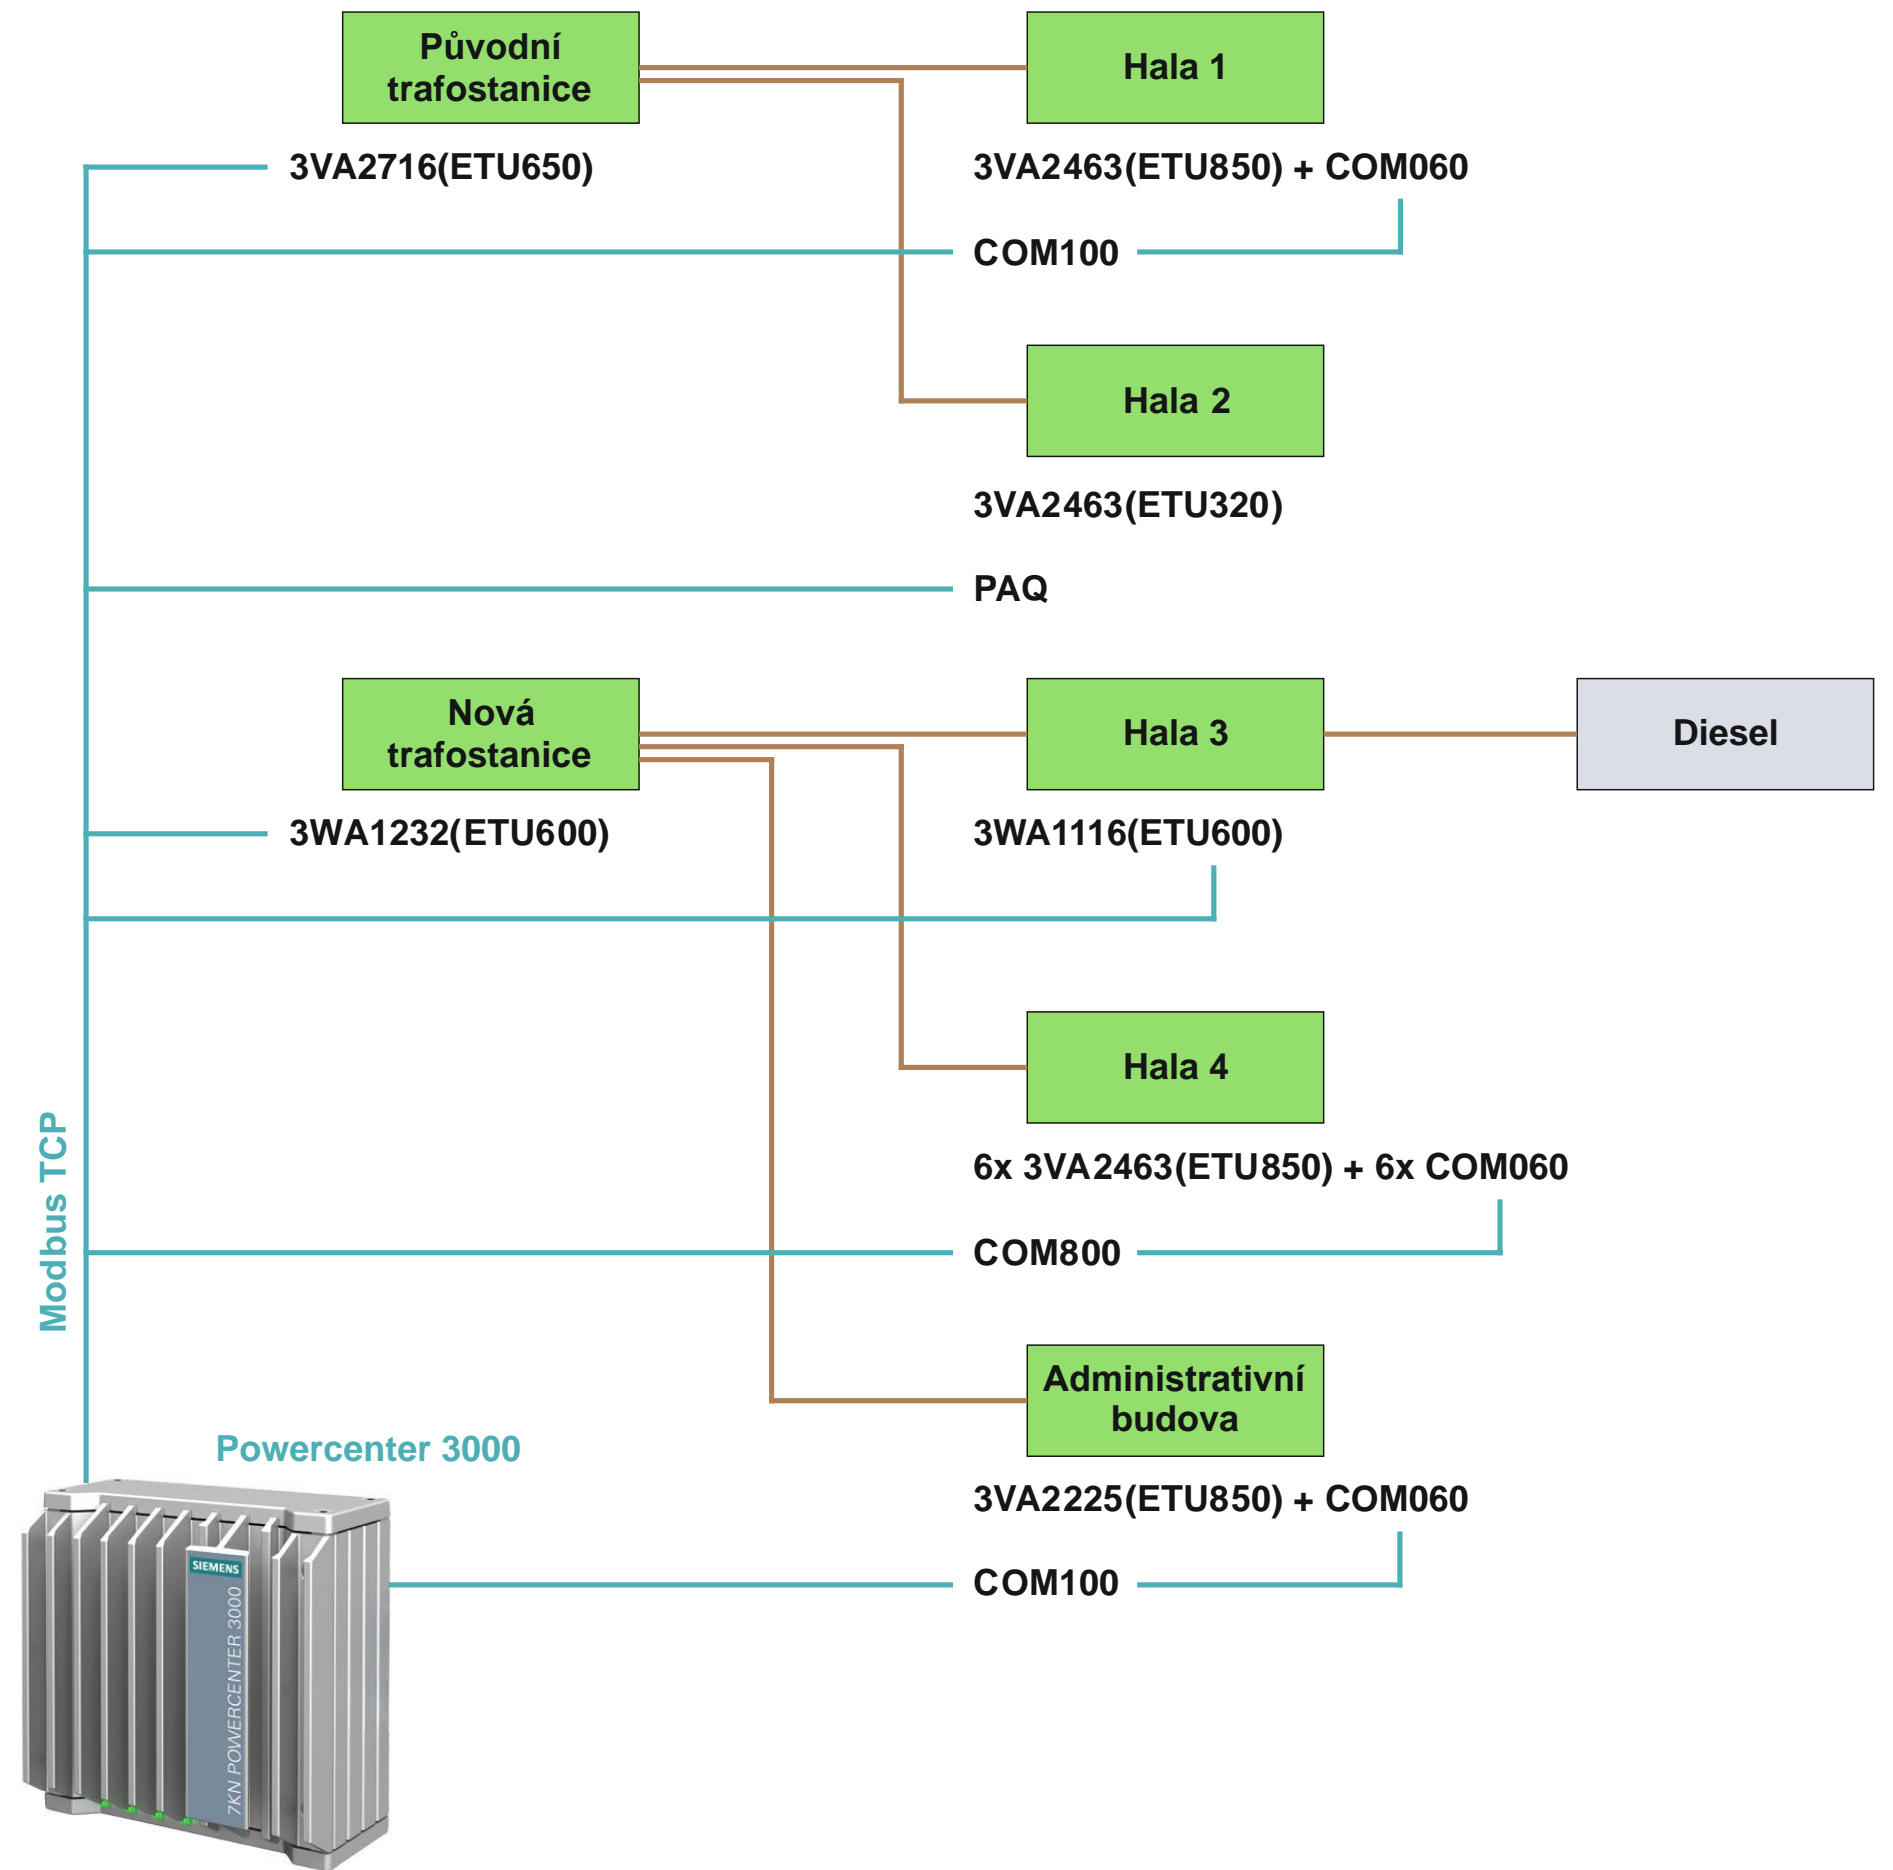 Původní
trafostanice
Hala 1
3VA2716(ETU650)
3VA2463(ETU850) + COM060
COM100
Hala 2
3VA2463(ETU320)
PAQ
Nová
trafostanice
Hala 3
Diesel
3WA1232(ETU600)
3WA1116(ETU600)
Hala 4
6x 3VA2463(ETU850) + 6x COM060
Modbus TCP
COM800
Administrativní
budova
Powercenter 3000
3VA2225(ETU850) + COM060
COM100
SIEMENS
7KN POWERCENTER 3000